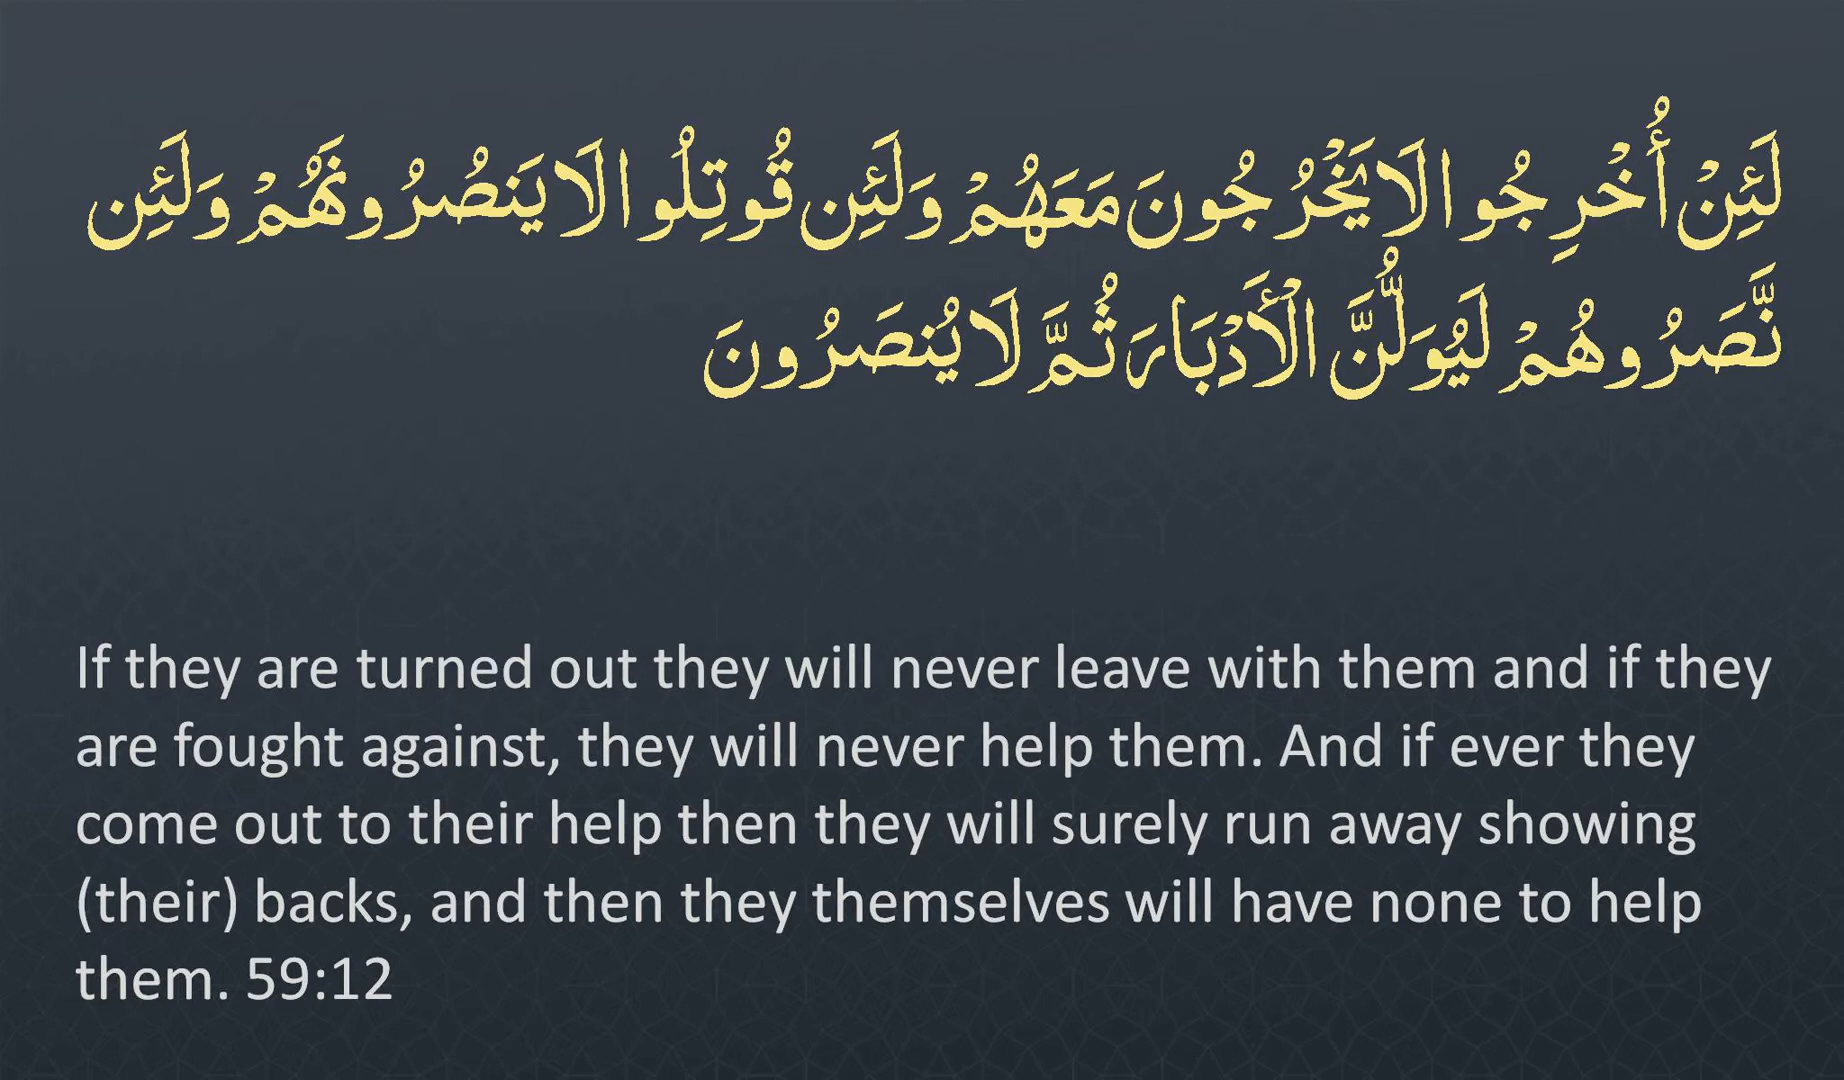 لَئِنْ أُخْرِجُوا لَا يَخْرُجُونَ مَعَهُمْ وَلَئِن قُوتِلُوا لَا يَنصُرُونَهُمْ وَلَئِن
نَّصَرُوهُمْ لَيُوَلُّنَّ الْأَدْبَارَ ثُمَّ لَا يُنصَرُونَ
If they are turned out they will never leave with them and if they
are fought against, they will never help them. And if ever they
come out to their help then they will surely run away showing
(their) backs, and then they themselves will have none to help
them. 59:12